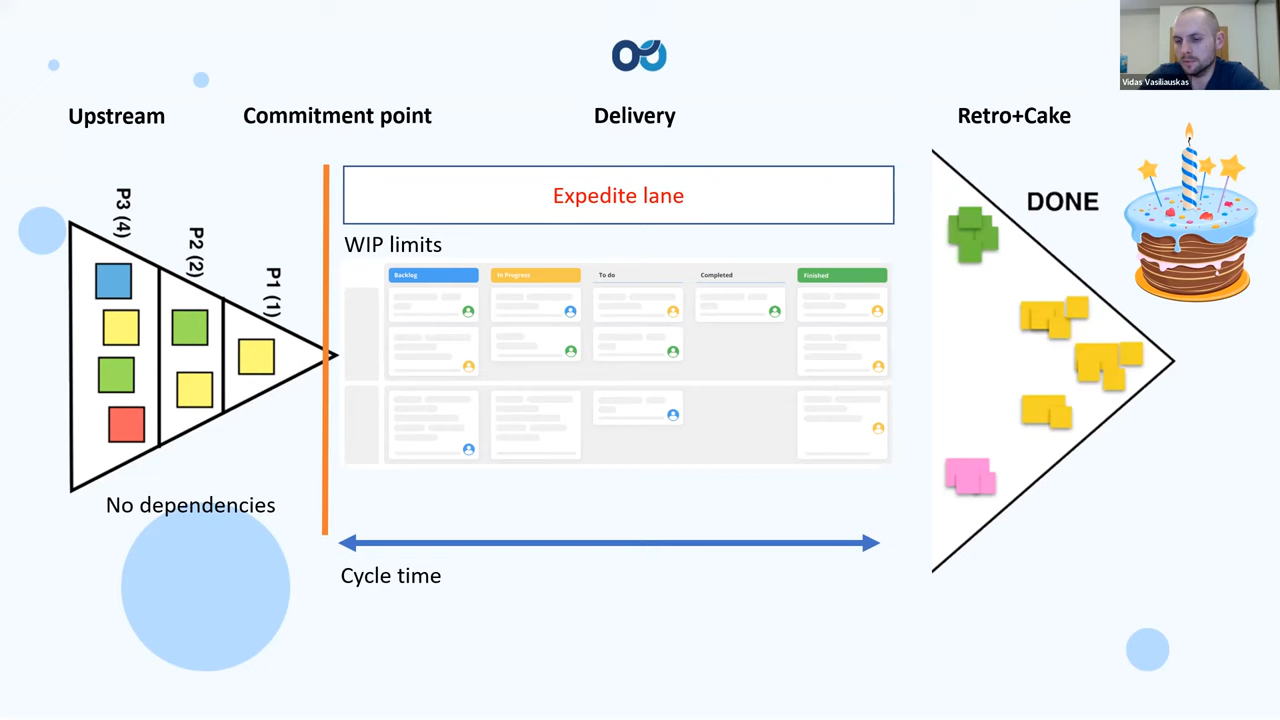 Vidas Vasiliauskas
Upstream
Commitment point
Delivery
Retro+Cake
P3 (4)
P2 (2)
P1 (1)
Expedite lane
WIP limits
Backlog
In Progress
To do
Completed
Finished
DONE
No dependencies
Cycle time